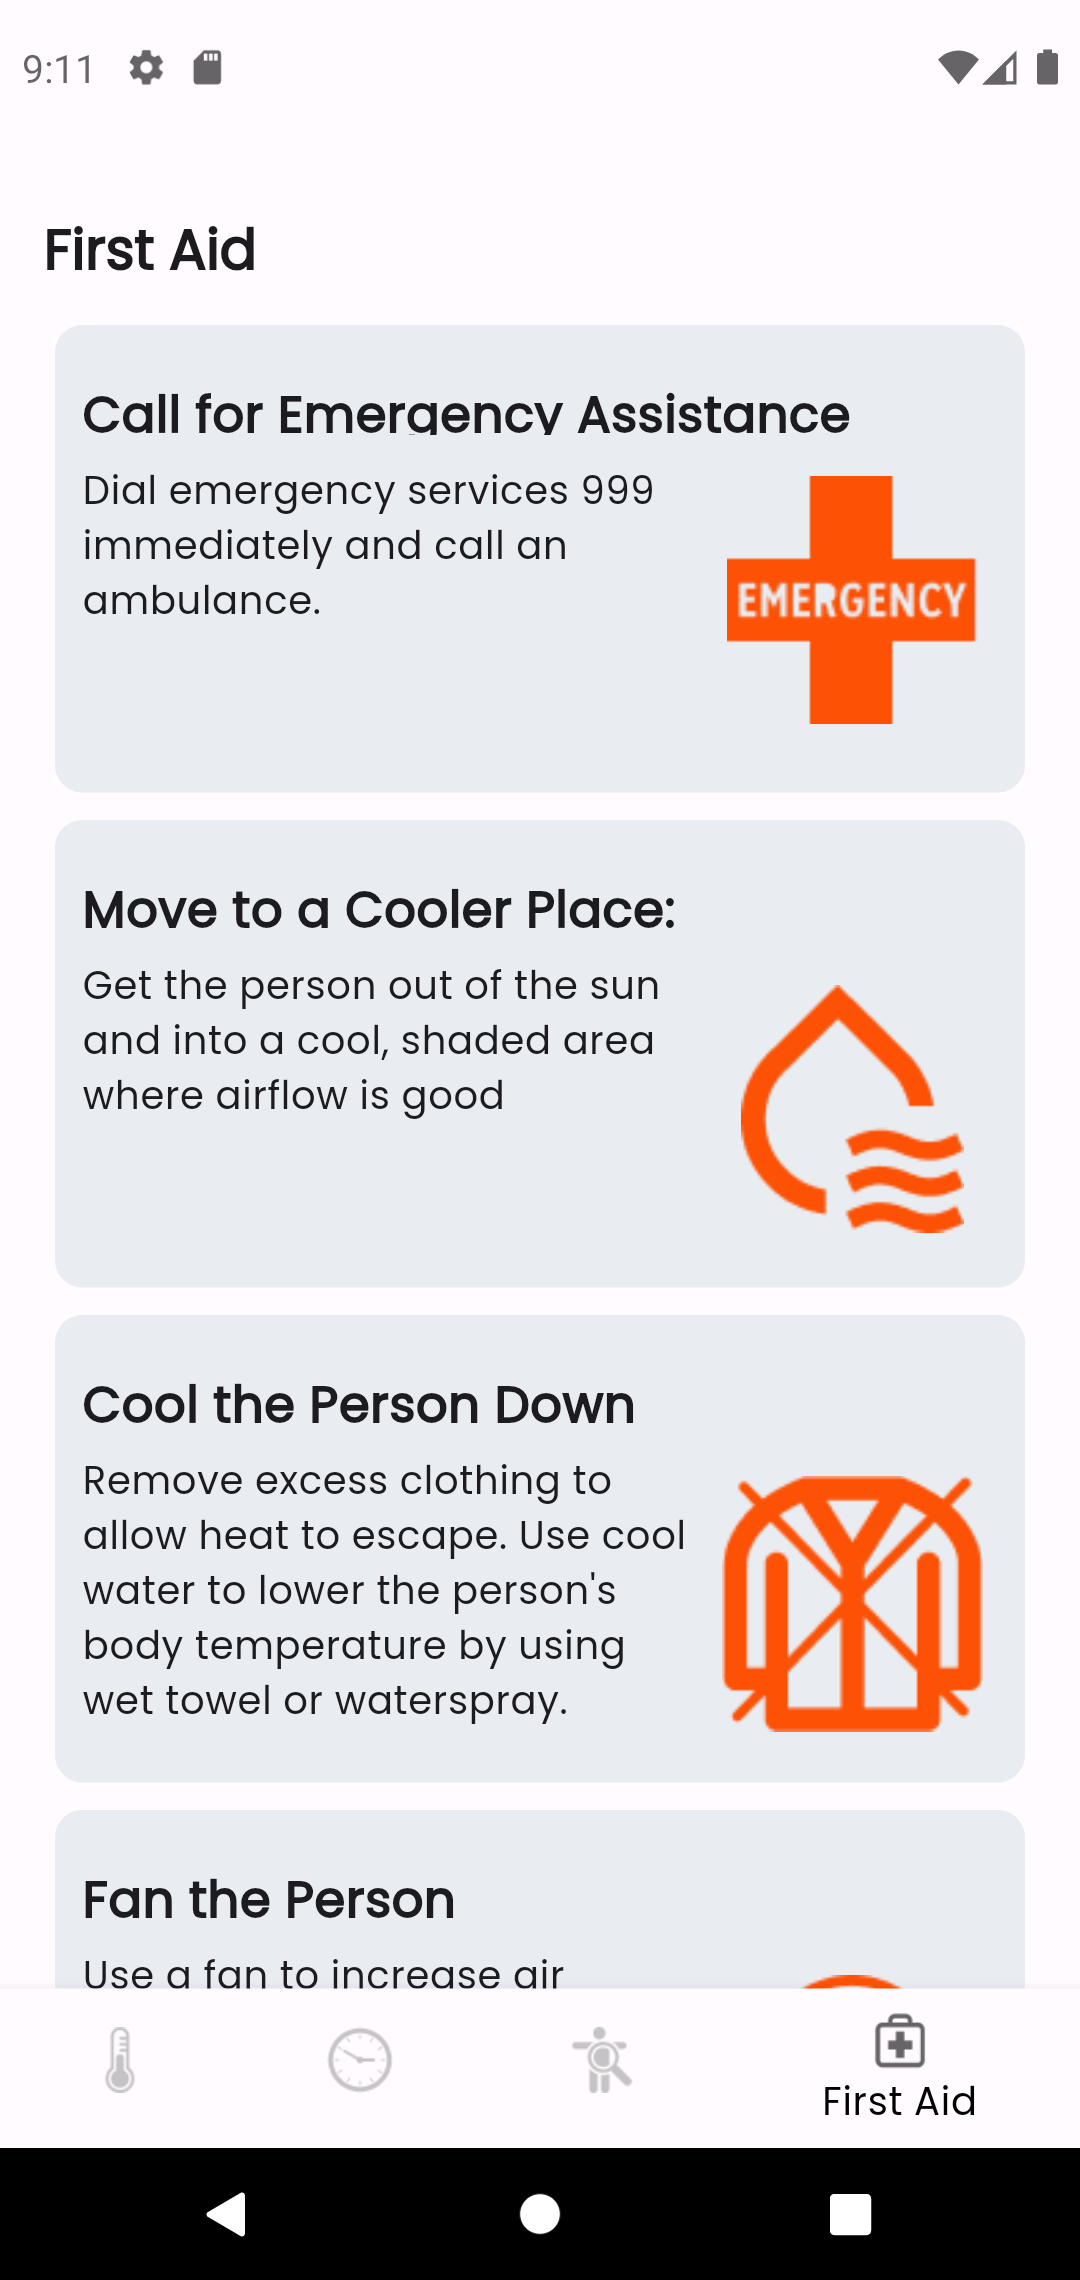 9:11
First Aid
Call for Emergency Assistance
Dial emergency services 999
immediately and call an
ambulance.
EMERGENCY
Move to a Cooler Place:
Get the person out of the sun
and into a cool, shaded area
where airflow is good
Cool the Person Down
Remove excess clothing to
allow heat to escape. Use cool
water to lower the person's
body temperature by using
wet towel or waterspray.
Fan the Person
Use a fan to increase air
First Aid